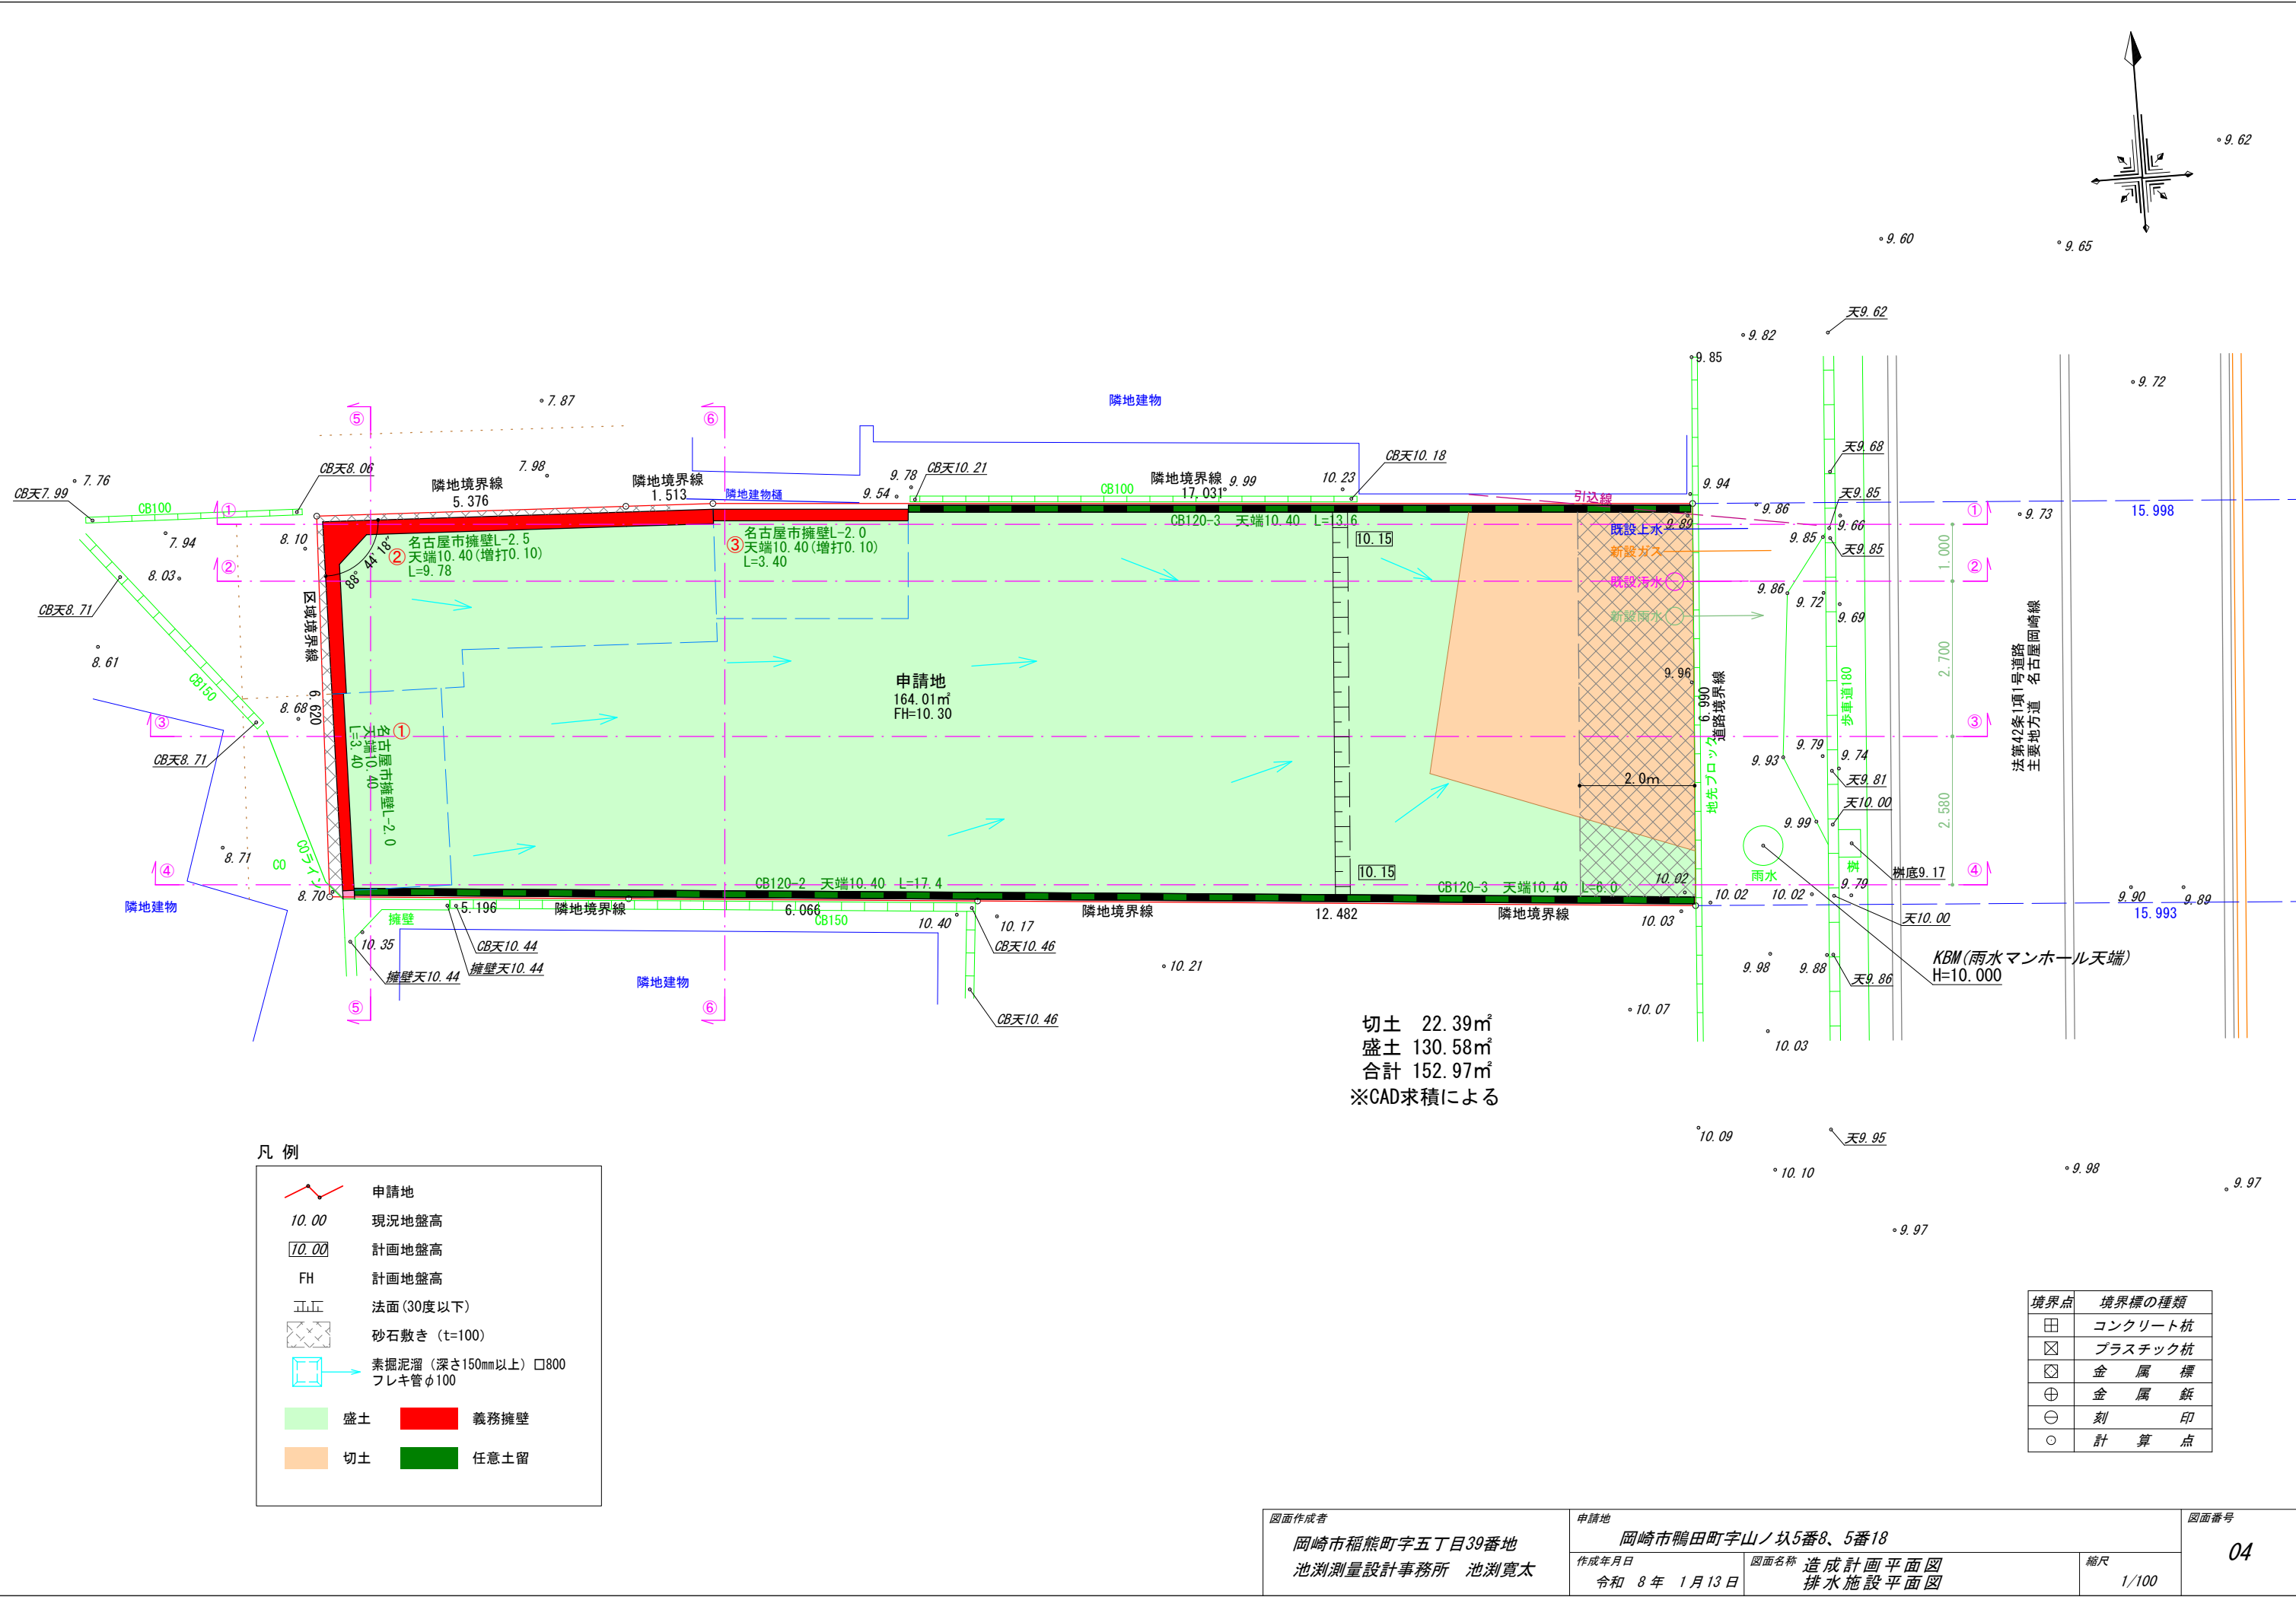 9.62
9.60
9.65
天9.62
9.82
9.85
9.72
隣地建物
7.87
⑤
⑥
天9.68
CB天8.06
7.98
隣地境界線
5.376
隣地境界線
1.513
隣地建物樋
9.78
CB天10.21
9.54
隣地境界線
17.031
9.99
10.23
CB天10.18
CB100
引込線
9.94
天9.85
7.76
CB天7.99
CB100
①
9.86
9.66
①
9.73
15.998
7.94
8.10
②
名古屋市擁壁L-2.5
天端10.40(増打0.10)
L=9.78
88°44'18"
③
名古屋市擁壁L-2.0
天端10.40(増打0.10)
L=3.40
CB120-3 天端10.40 L=13.6
10.15
9.89
既設上水
新設ガス
既設汚水
新設雨水
9.85
天9.85
1.000
②
8.03
②
CB天8.71
9.86
9.72
9.69
区域境界線
6.620
8.61
CB150
8.68
申請地
164.01㎡
FH=10.30
9.96
6.990
道路境界線
歩車道180
2.700
法第42条1項1号道路
主要地方道 名古屋岡崎線
③
CB天8.71
①
名古屋市擁壁L-2.0
天端10.40
L=3.40
2.0m
地先ブロック
9.79
9.74
9.93
天9.81
③
天10.00
9.99
2.580
8.71
CO
COライン
④
10.15
雨水
桝
桝底9.17
④
隣地建物
8.70
CB120-2 天端10.40 L=17.4
CB120-3 天端10.40 L=6.0
10.02
10.02
10.02
9.79
9.90
9.89
15.993
擁壁
5.196
隣地境界線
6.066
CB150
10.40
10.17
隣地境界線
12.482
隣地境界線
10.03
天10.00
10.35
CB天10.44
擁壁天10.44
擁壁天10.44
CB天10.46
隣地建物
10.21
9.98
9.88
天9.86
KBM(雨水マンホール天端)
H=10.000
⑤
⑥
CB天10.46
10.07
10.03
切土 22.39㎡
盛土 130.58㎡
合計 152.97㎡
※CAD求積による
10.09
天9.95
10.10
9.98
9.97
9.97
凡 例
申請地
10.00 現況地盤高
10.00 計画地盤高
FH 計画地盤高
法面(30度以下)
砂石敷き (t=100)
素掘泥溜 (深さ150mm以上) □800
フレキ管φ100
盛土 義務擁壁
切土 任意土留
境界点 境界標の種類
コンクリート杭
プラスチック杭
金属標
金属鋲
刻印
計算点
図面作成者
岡崎市稲熊町字五丁目39番地
池渕測量設計事務所 池渕寛太
申請地
岡崎市鴨田町字山ノ圦5番8、5番18
作成年月日
令和 8年 1月13日
図面名称
造成計画平面図
排水施設平面図
縮尺
1/100
図面番号
04